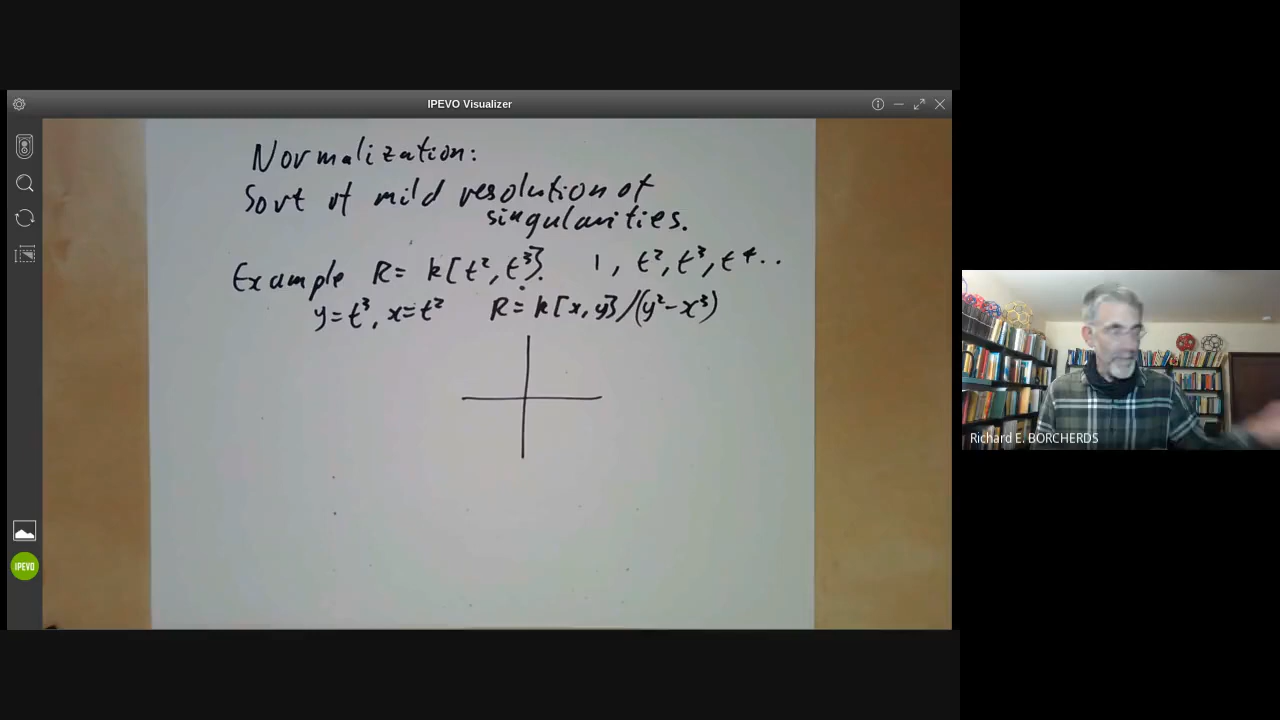 IPEVO Visualizer
Normalization:
Sort of mild resolution of
singularities.
Example R = k[t², t³]. 1, t², t³, t⁴..
y=t³, x=t² R = k[x,y]/(y²-x³)
Richard E. BORCHERDS
IPEVO